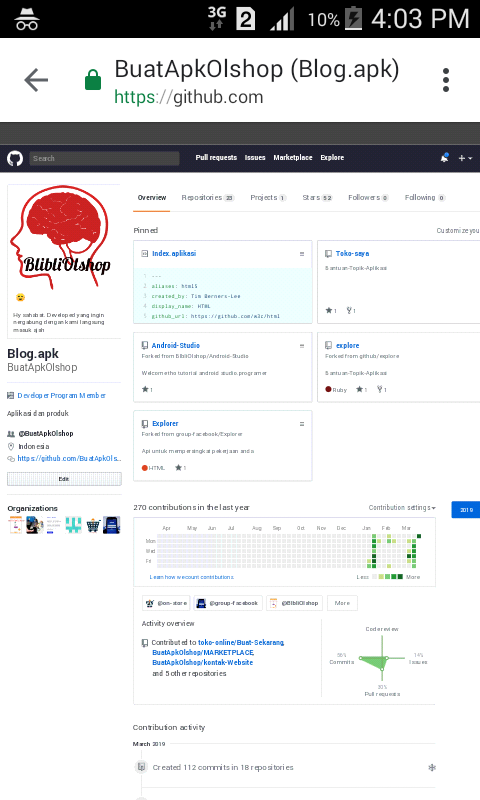 3G 2 10% 4:03 PM
BuatApkOlshop (Blog.apk)
https://github.com
Search
Pull requests Issues Marketplace Explore
BlibliOlshop
Hy sahabat. Developed yang ingin
negabung dengan kami langsung
masuk ajah
Blog.apk
BuatApkOlshop
Developer Program Member
Aplikasi dan produk
@BuatApkOlshop
Indonesia
https://github.com/BuatApkOls...
Edit
Organizations
Overview Repositories 23 Projects 1 Stars 52 Followers 0 Following 0
Pinned
Customize you
Index.aplikasi
1 ---
2 aliases: html5
3 created_by: Tim Berners-Lee
4 display_name: HTML
5 github_url: https://github.com/w3c/html
Toko-saya
Bantuan-Topik-Aplikasi
1 1
Android-Studio
Forked from BlibliOlshop/Android-Studio
Welcome tho tutorial android studio programer
1
explore
Forked from github/explore
Bantuan-Topik-Aplikasi
Ruby 1 1
Explorer
Forked from group-facebook/Explorer
Api untuk mempersingkat pekerjaan anda
HTML 1
270 contributions in the last year
Contribution settings
2019
Apr May Jun Jul Aug Sep Oct Nov Dec Jan Feb Mar
Mon
Wed
Fri
Learn how we count contributions
Less More
@on-store @group-facebook @BlibliOlshop More
Activity overview
Contributed to toko-online/Buat-Sekarang,
BuatApkOlshop/MARKETPLACE,
BuatApkOlshop/kontak-Website
and 5 other repositories
Code review
Commits
14%
Issues
Pull requests
Contribution activity
March 2019
Created 112 commits in 18 repositories